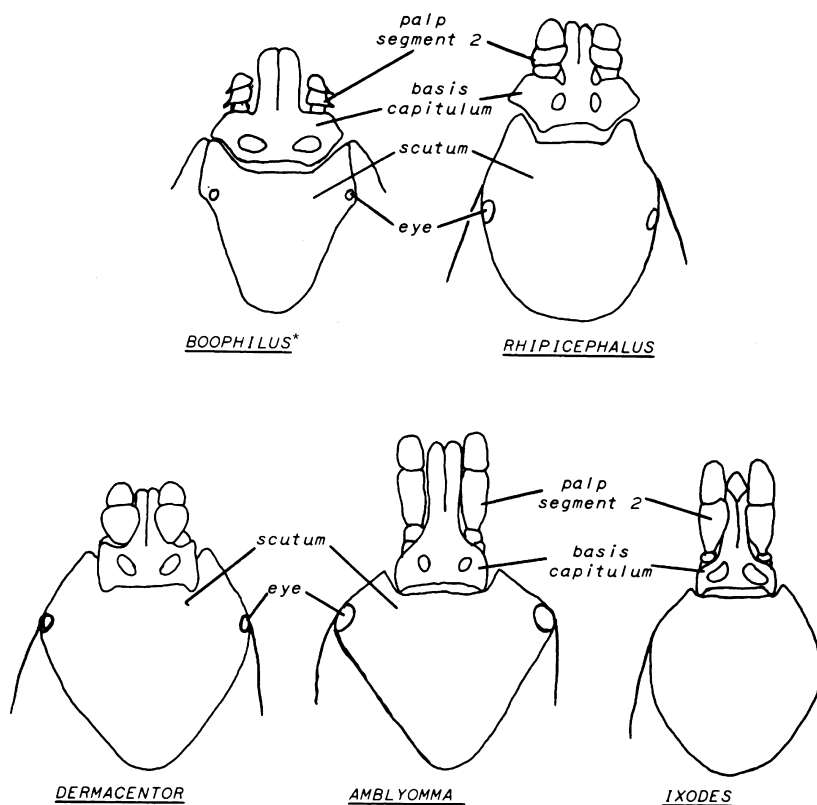 palp
segment 2
basis
capitulum
scutum
eye
BOOPHILUS*
RHIPICEPHALUS
palp
segment 2
scutum
basis
capitulum
eye
DERMACENTOR
AMBLYOMMA
IXODES